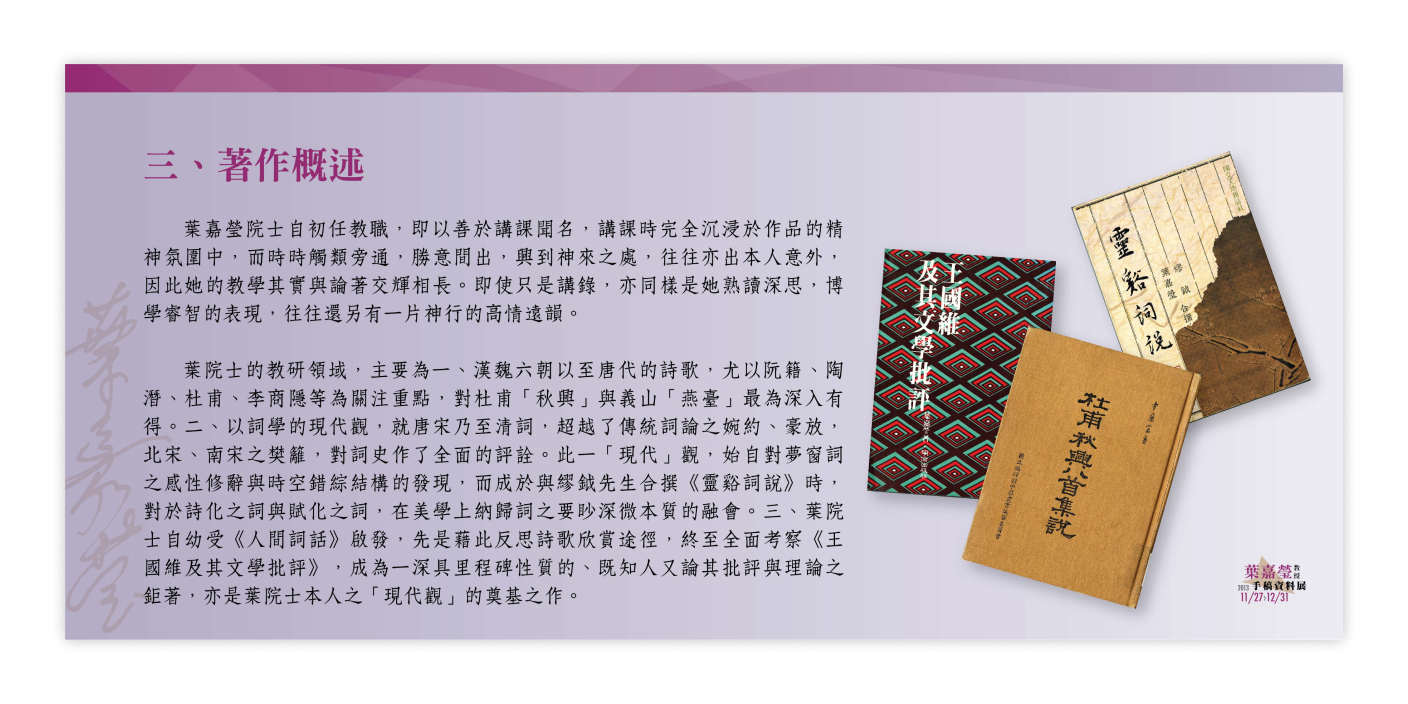 三、著作概述
葉嘉瑩院士自初任教職，即以善於講課聞名，講課時完全沉浸於作品的精
神氛圍中，而時時觸類旁通，勝意間出，興到神來之處，往往亦出本人意外，
因此她的教學其實與論著交輝相長。即使只是講錄，亦同樣是她熟讀深思，博
學睿智的表現，往往還另有一片神行的高情遠韻。
葉院士的教研領域，主要為一、漢魏六朝以至唐代的詩歌，尤以阮籍、陶
潛、杜甫、李商隱等為關注重點，對杜甫「秋興」與義山「燕臺」最為深入有
得。二、以詞學的現代觀，就唐宋乃至清詞，超越了傳統詞論之婉約、豪放，
北宋、南宋之樊籬，對詞史作了全面的評詮。此一「現代」觀，始自對夢窗詞
之感性修辭與時空錯綜結構的發現，而成於與繆鉞先生合撰《靈谿詞說》時，
對於詩化之詞與賦化之詞，在美學上納歸詞之要眇深微本質的融會。三、葉院
士自幼受《人間詞話》啟發，先是藉此反思詩歌欣賞途徑，終至全面考察《王
國維及其文學批評》，成為一深具里程碑性質的、既知人又論其批評與理論之
鉅著，亦是葉院士本人之「現代觀」的奠基之作。
葉嘉瑩
王國維
及其文學批評
靈谿詞說
繆鉞
葉嘉瑩
合撰
杜甫秋興八首集說
葉嘉瑩教授
2013 手稿資料展
11/27-12/31